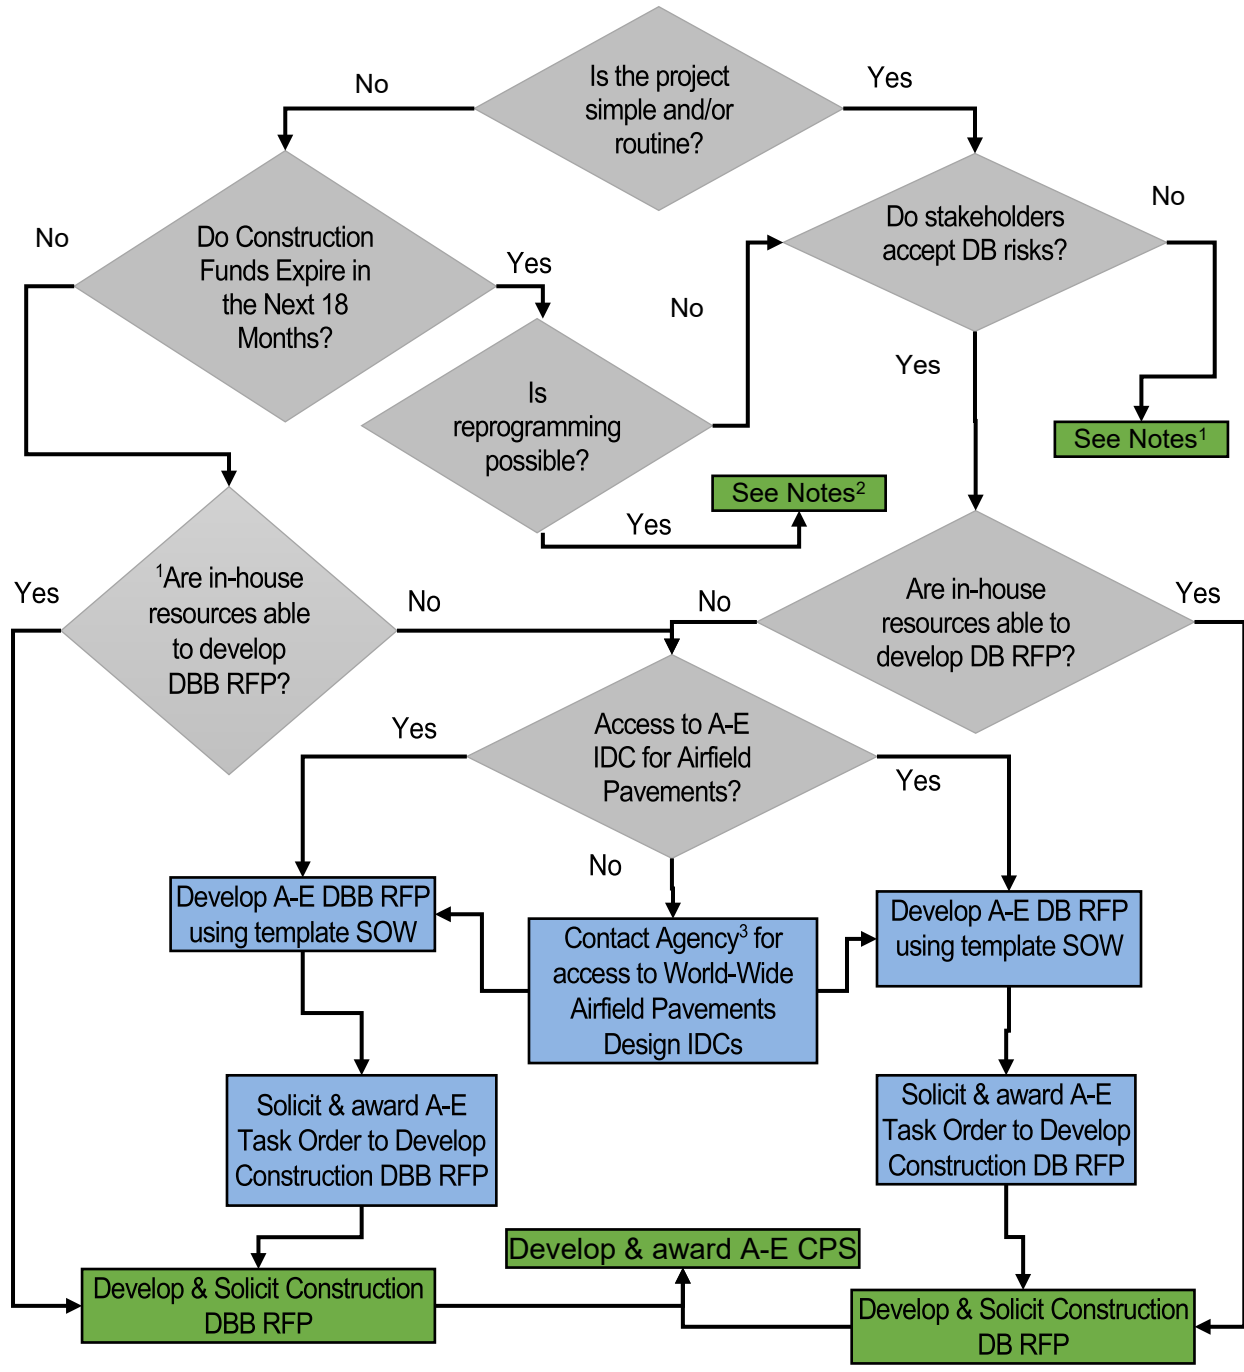 Is the project
simple and/or
routine?
No
Yes
Do Construction
Funds Expire in
the Next 18
Months?
No
Yes
Do stakeholders
accept DB risks?
No
Yes
No
Is
reprogramming
possible?
See Notes¹
See Notes²
Yes
¹Are in-house
resources able
to develop
DBB RFP?
Yes
No
Are in-house
resources able to
develop DB RFP?
No
Yes
Access to A-E
IDC for Airfield
Pavements?
Yes
Yes
No
Develop A-E DBB RFP
using template SOW
Contact Agency³ for
access to World-Wide
Airfield Pavements
Design IDCs
Develop A-E DB RFP
using template SOW
Solicit & award A-E
Task Order to Develop
Construction DBB RFP
Solicit & award A-E
Task Order to Develop
Construction DB RFP
Develop & award A-E CPS
Develop & Solicit Construction
DBB RFP
Develop & Solicit Construction
DB RFP